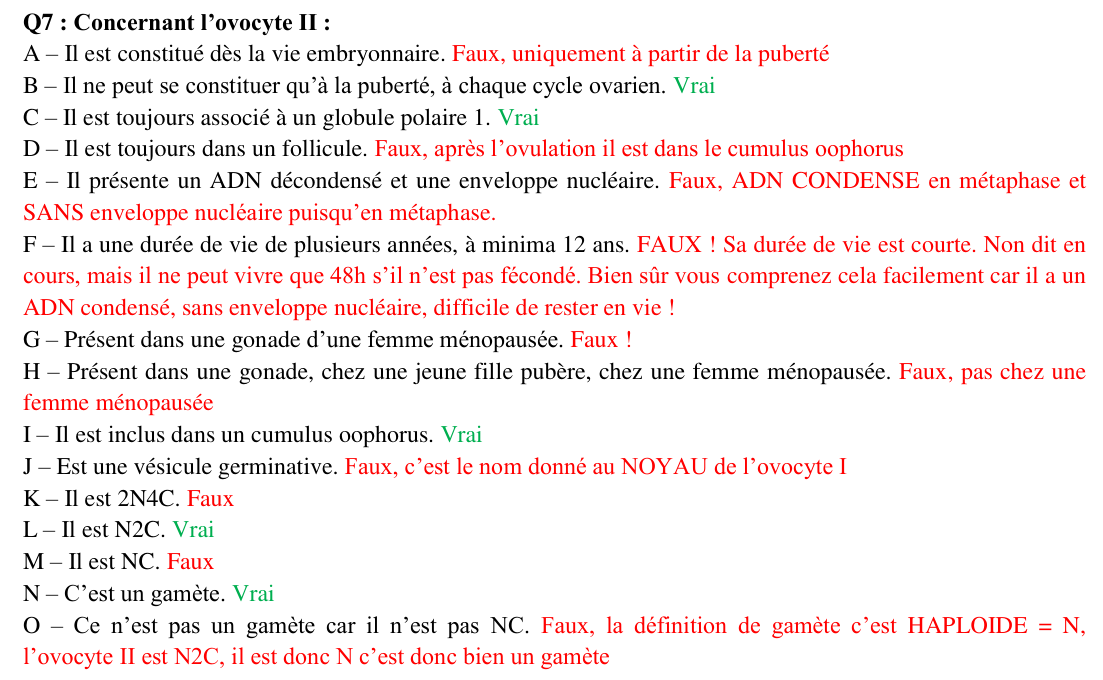 Q7 : Concernant l’ovocyte II :
A – Il est constitué dès la vie embryonnaire. Faux, uniquement à partir de la puberté
B – Il ne peut se constituer qu’à la puberté, à chaque cycle ovarien. Vrai
C – Il est toujours associé à un globule polaire 1. Vrai
D – Il est toujours dans un follicule. Faux, après l’ovulation il est dans le cumulus oophorus
E – Il présente un ADN décondensé et une enveloppe nucléaire. Faux, ADN CONDENSE en métaphase et
SANS enveloppe nucléaire puisqu’en métaphase.
F – Il a une durée de vie de plusieurs années, à minima 12 ans. FAUX ! Sa durée de vie est courte. Non dit en
cours, mais il ne peut vivre que 48h s’il n’est pas fécondé. Bien sûr vous comprenez cela facilement car il a un
ADN condensé, sans enveloppe nucléaire, difficile de rester en vie !
G – Présent dans une gonade d’une femme ménopausée. Faux !
H – Présent dans une gonade, chez une jeune fille pubère, chez une femme ménopausée. Faux, pas chez une
femme ménopausée
I – Il est inclus dans un cumulus oophorus. Vrai
J – Est une vésicule germinative. Faux, c’est le nom donné au NOYAU de l’ovocyte I
K – Il est 2N4C. Faux
L – Il est N2C. Vrai
M – Il est NC. Faux
N – C’est un gamète. Vrai
O – Ce n’est pas un gamète car il n’est pas NC. Faux, la définition de gamète c’est HAPLOIDE = N,
l’ovocyte II est N2C, il est donc N c’est donc bien un gamète